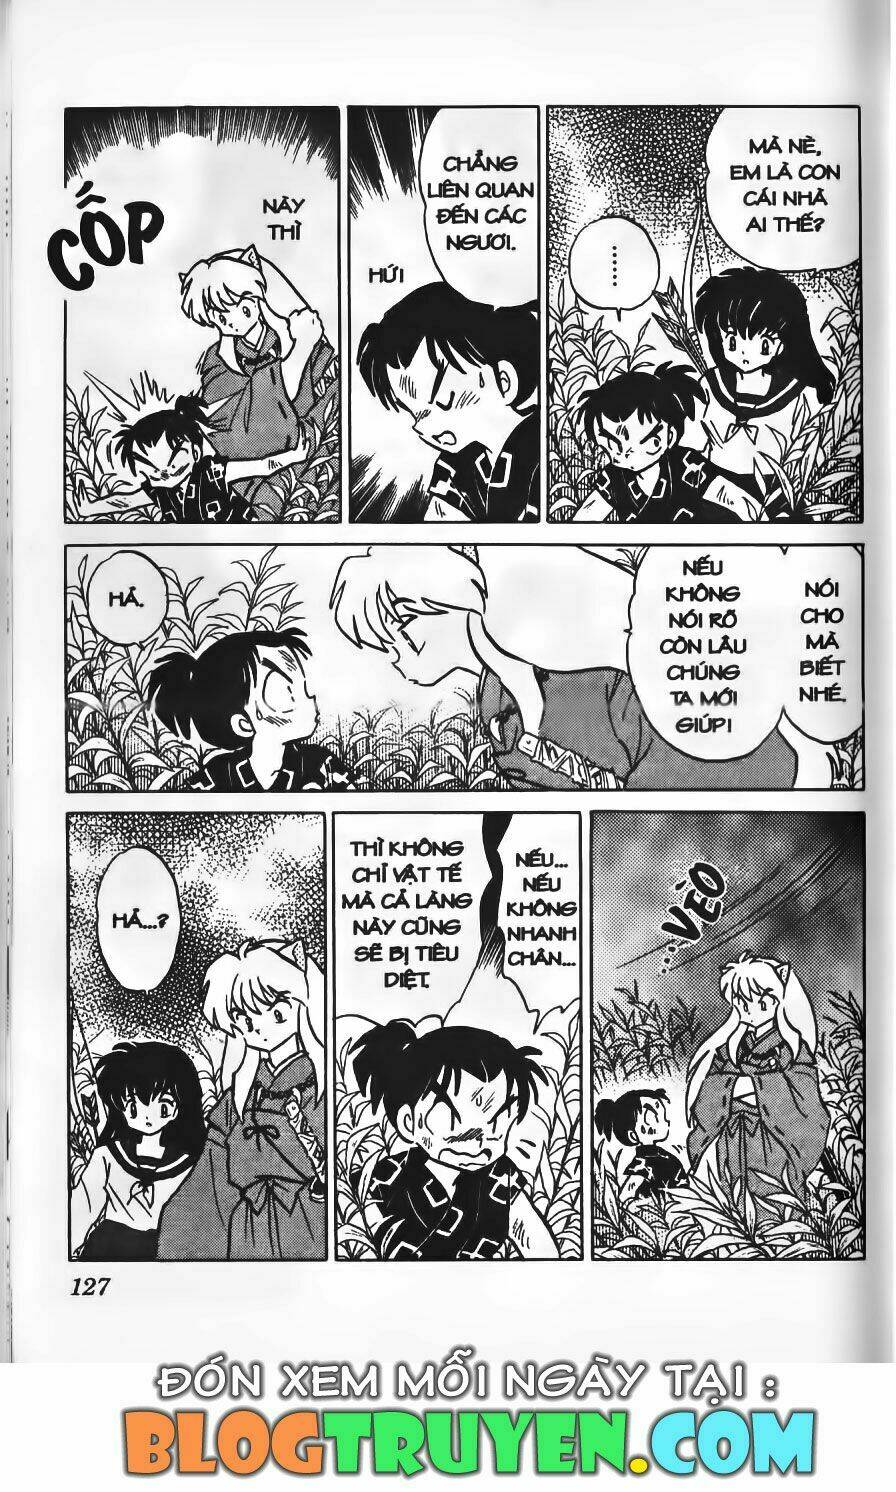 MÀ NÈ,
EM LÀ CON
CÁI NHÀ
AI THẾ?
......
CHẲNG
LIÊN QUAN
ĐẾN CÁC
NGƯƠI.
HỨ!
NÀY
THÌ
CỐP
NÓI
CHO
MÀ
BIẾT
NHÉ.
NẾU
KHÔNG
NÓI RÕ
CÒN LÂU
CHÚNG
TA MỚI
GIÚP!
HẢ.
...VÈO
NẾU...
NẾU
KHÔNG
NHANH
CHÂN...
THÌ KHÔNG
CHỈ VẬT TẾ
MÀ CẢ LÀNG
NÀY CŨNG
SẼ BỊ TIÊU
DIỆT.
HẢ...?
127
ĐÓN XEM MỖI NGÀY TẠI :
BLOGTRUYEN.COM